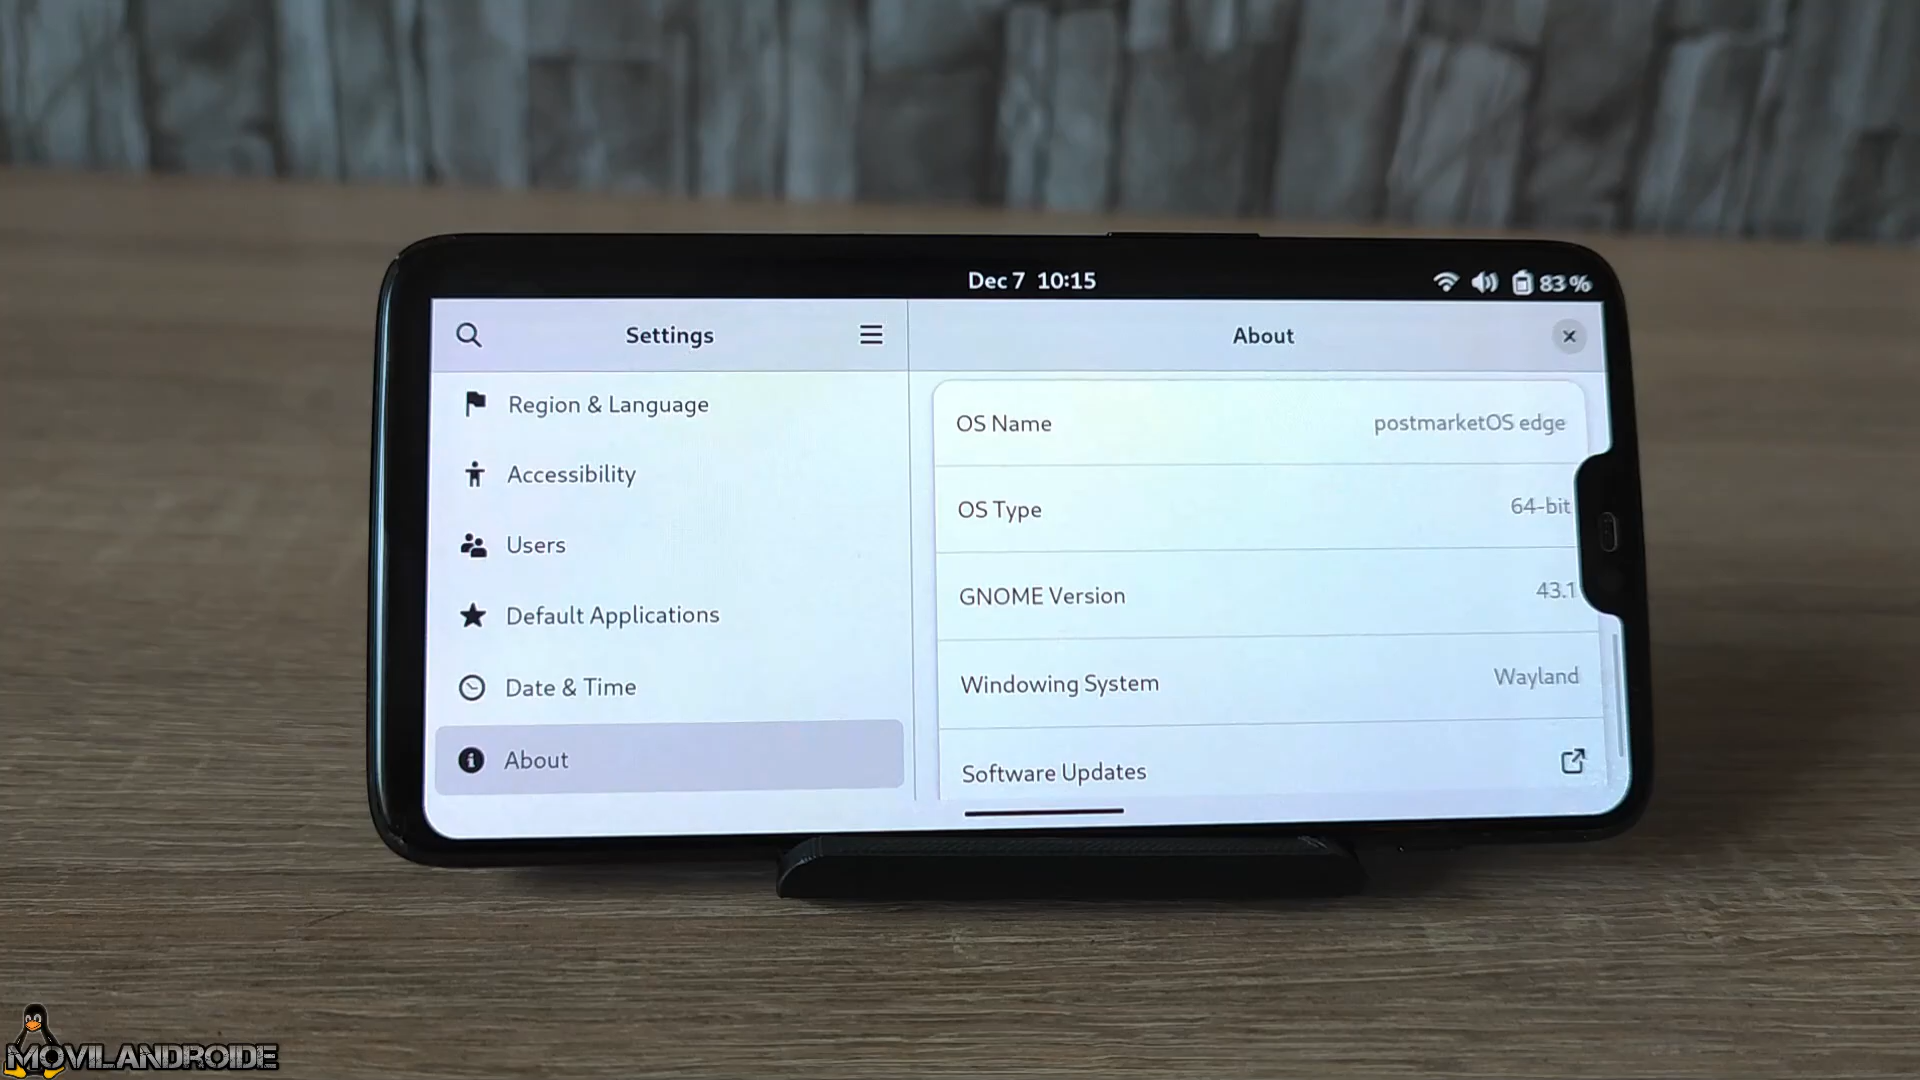 Dec 7 10:15
83 %
Settings
About
Region & Language
Accessibility
Users
Default Applications
Date & Time
About
OS Name
postmarketOS edge
OS Type
64-bit
GNOME Version
43.1
Windowing System
Wayland
Software Updates
MOVILANDROIDE